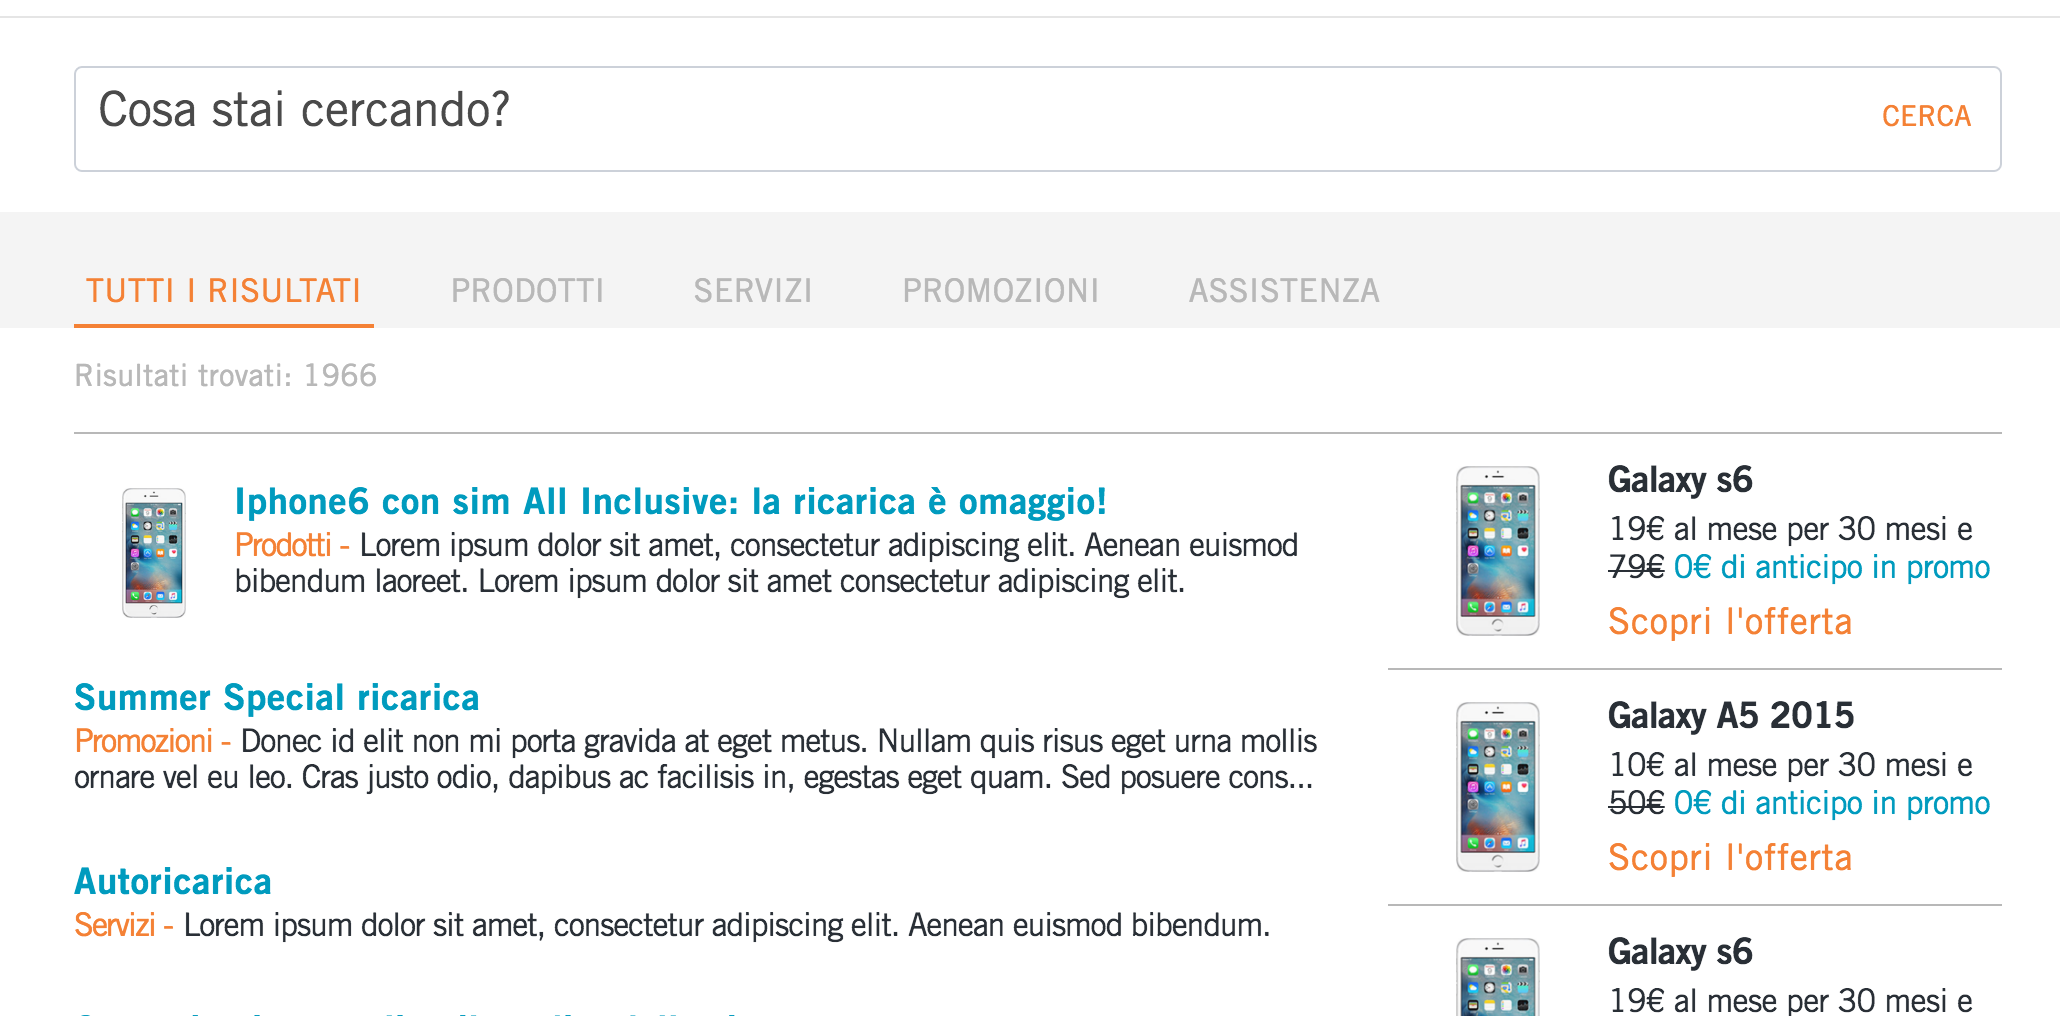 Cosa stai cercando?
CERCA
TUTTI I RISULTATI
PRODOTTI
SERVIZI
PROMOZIONI
ASSISTENZA
Risultati trovati: 1966
Iphone6 con sim All Inclusive: la ricarica è omaggio!
Prodotti - Lorem ipsum dolor sit amet, consectetur adipiscing elit. Aenean euismod
bibendum laoreet. Lorem ipsum dolor sit amet consectetur adipiscing elit.
Summer Special ricarica
Promozioni - Donec id elit non mi porta gravida at eget metus. Nullam quis risus eget urna mollis
ornare vel eu leo. Cras justo odio, dapibus ac facilisis in, egestas eget quam. Sed posuere cons...
Autoricarica
Servizi - Lorem ipsum dolor sit amet, consectetur adipiscing elit. Aenean euismod bibendum.
Galaxy s6
19€ al mese per 30 mesi e
79€ 0€ di anticipo in promo
Scopri l'offerta
Galaxy A5 2015
10€ al mese per 30 mesi e
50€ 0€ di anticipo in promo
Scopri l'offerta
Galaxy s6
19€ al mese per 30 mesi e